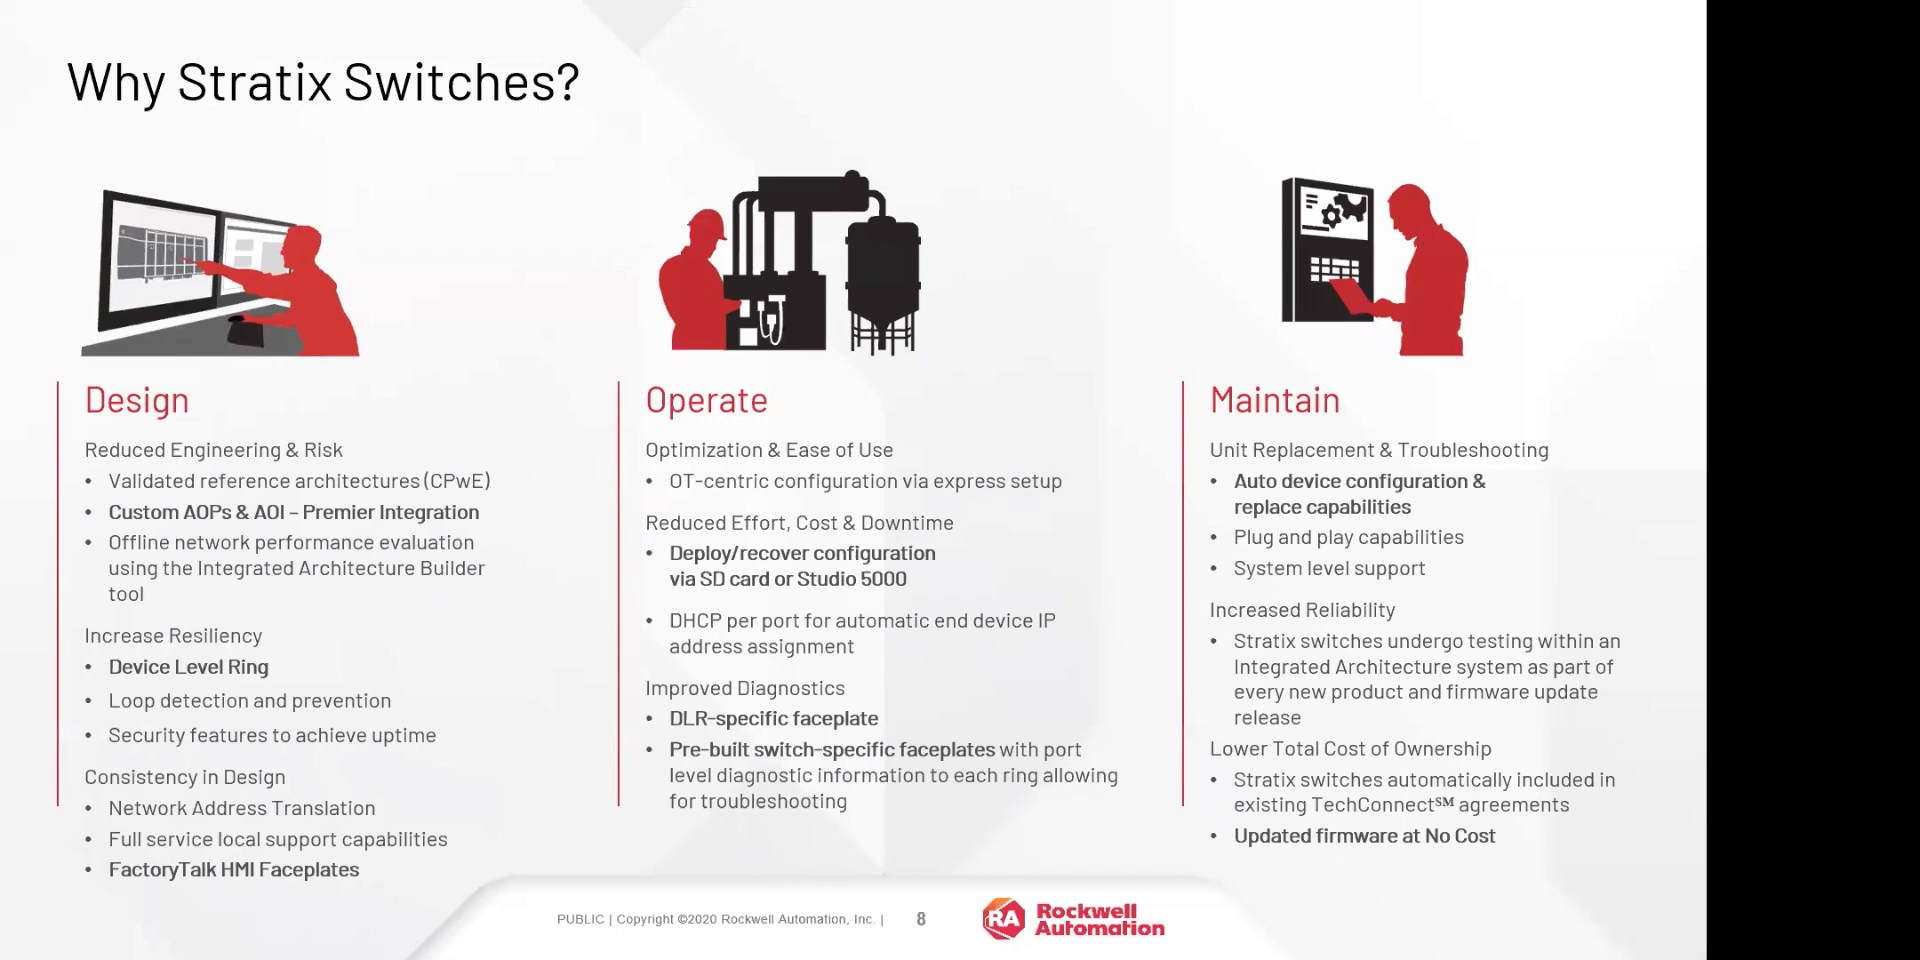 Why Stratix Switches?
Design
Reduced Engineering & Risk
• Validated reference architectures (CPwE)
• Custom AOPs & AOI – Premier Integration
• Offline network performance evaluation
using the Integrated Architecture Builder
tool
Increase Resiliency
• Device Level Ring
• Loop detection and prevention
• Security features to achieve uptime
Consistency in Design
• Network Address Translation
• Full service local support capabilities
• FactoryTalk HMI Faceplates
Operate
Optimization & Ease of Use
• OT-centric configuration via express setup
Reduced Effort, Cost & Downtime
• Deploy/recover configuration
via SD card or Studio 5000
• DHCP per port for automatic end device IP
address assignment
Improved Diagnostics
• DLR-specific faceplate
• Pre-built switch-specific faceplates with port
level diagnostic information to each ring allowing
for troubleshooting
Maintain
Unit Replacement & Troubleshooting
• Auto device configuration &
replace capabilities
• Plug and play capabilities
• System level support
Increased Reliability
• Stratix switches undergo testing within an
Integrated Architecture system as part of
every new product and firmware update
release
Lower Total Cost of Ownership
• Stratix switches automatically included in
existing TechConnect℠ agreements
• Updated firmware at No Cost
PUBLIC | Copyright ©2020 Rockwell Automation, Inc. |
8
RA
Rockwell
Automation